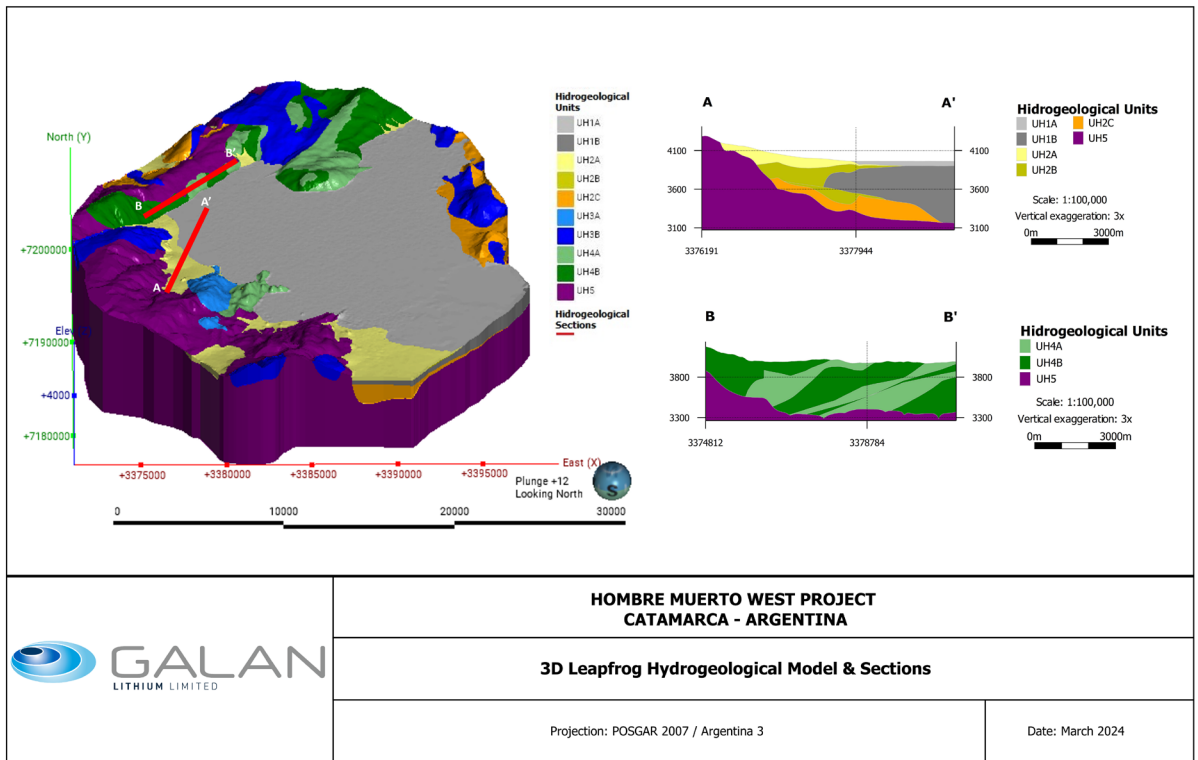 North (Y)
+7200000
Elev
+7190000
+4000
+7180000
+3375000
+3380000
+3385000
+3390000
+3395000
East (X)
Plunge +12
Looking North
S
0
10000
20000
30000
B'
B
A'
A
Hidrogeological
Units
UH1A
UH1B
UH2A
UH2B
UH2C
UH3A
UH3B
UH4A
UH4B
UH5
Hidrogeological
Sections
A
A'
4100
4100
3600
3600
3100
3100
3376191
3377944
Hidrogeological Units
UH1A
UH2C
UH1B
UH5
UH2A
UH2B
Scale: 1:100,000
Vertical exaggeration: 3x
0m
3000m
B
B'
3800
3800
3300
3300
3374812
3378784
Hidrogeological Units
UH4A
UH4B
UH5
Scale: 1:100,000
Vertical exaggeration: 3x
0m
3000m
GALAN
LITHIUM LIMITED
HOMBRE MUERTO WEST PROJECT
CATAMARCA - ARGENTINA
3D Leapfrog Hydrogeological Model & Sections
Projection: POSGAR 2007 / Argentina 3
Date: March 2024